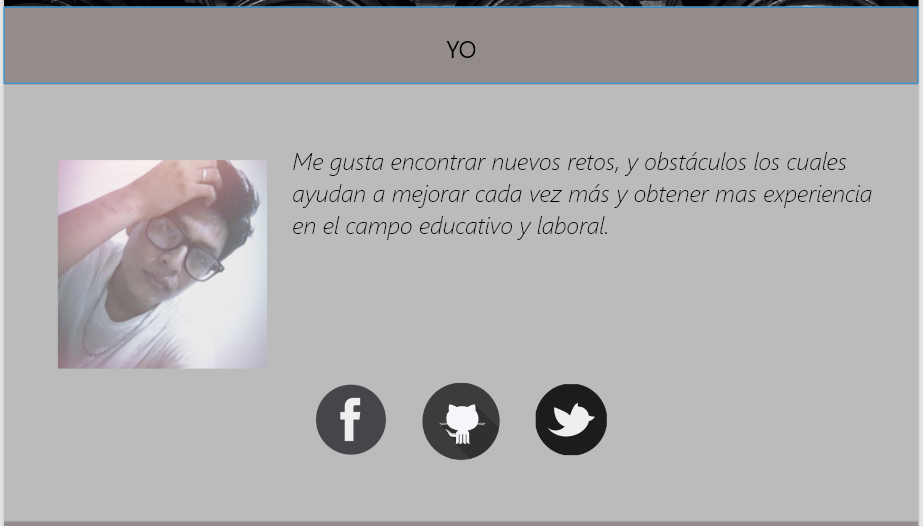 YO
Me gusta encontrar nuevos retos, y obstáculos los cuales
ayudan a mejorar cada vez más y obtener mas experiencia
en el campo educativo y laboral.